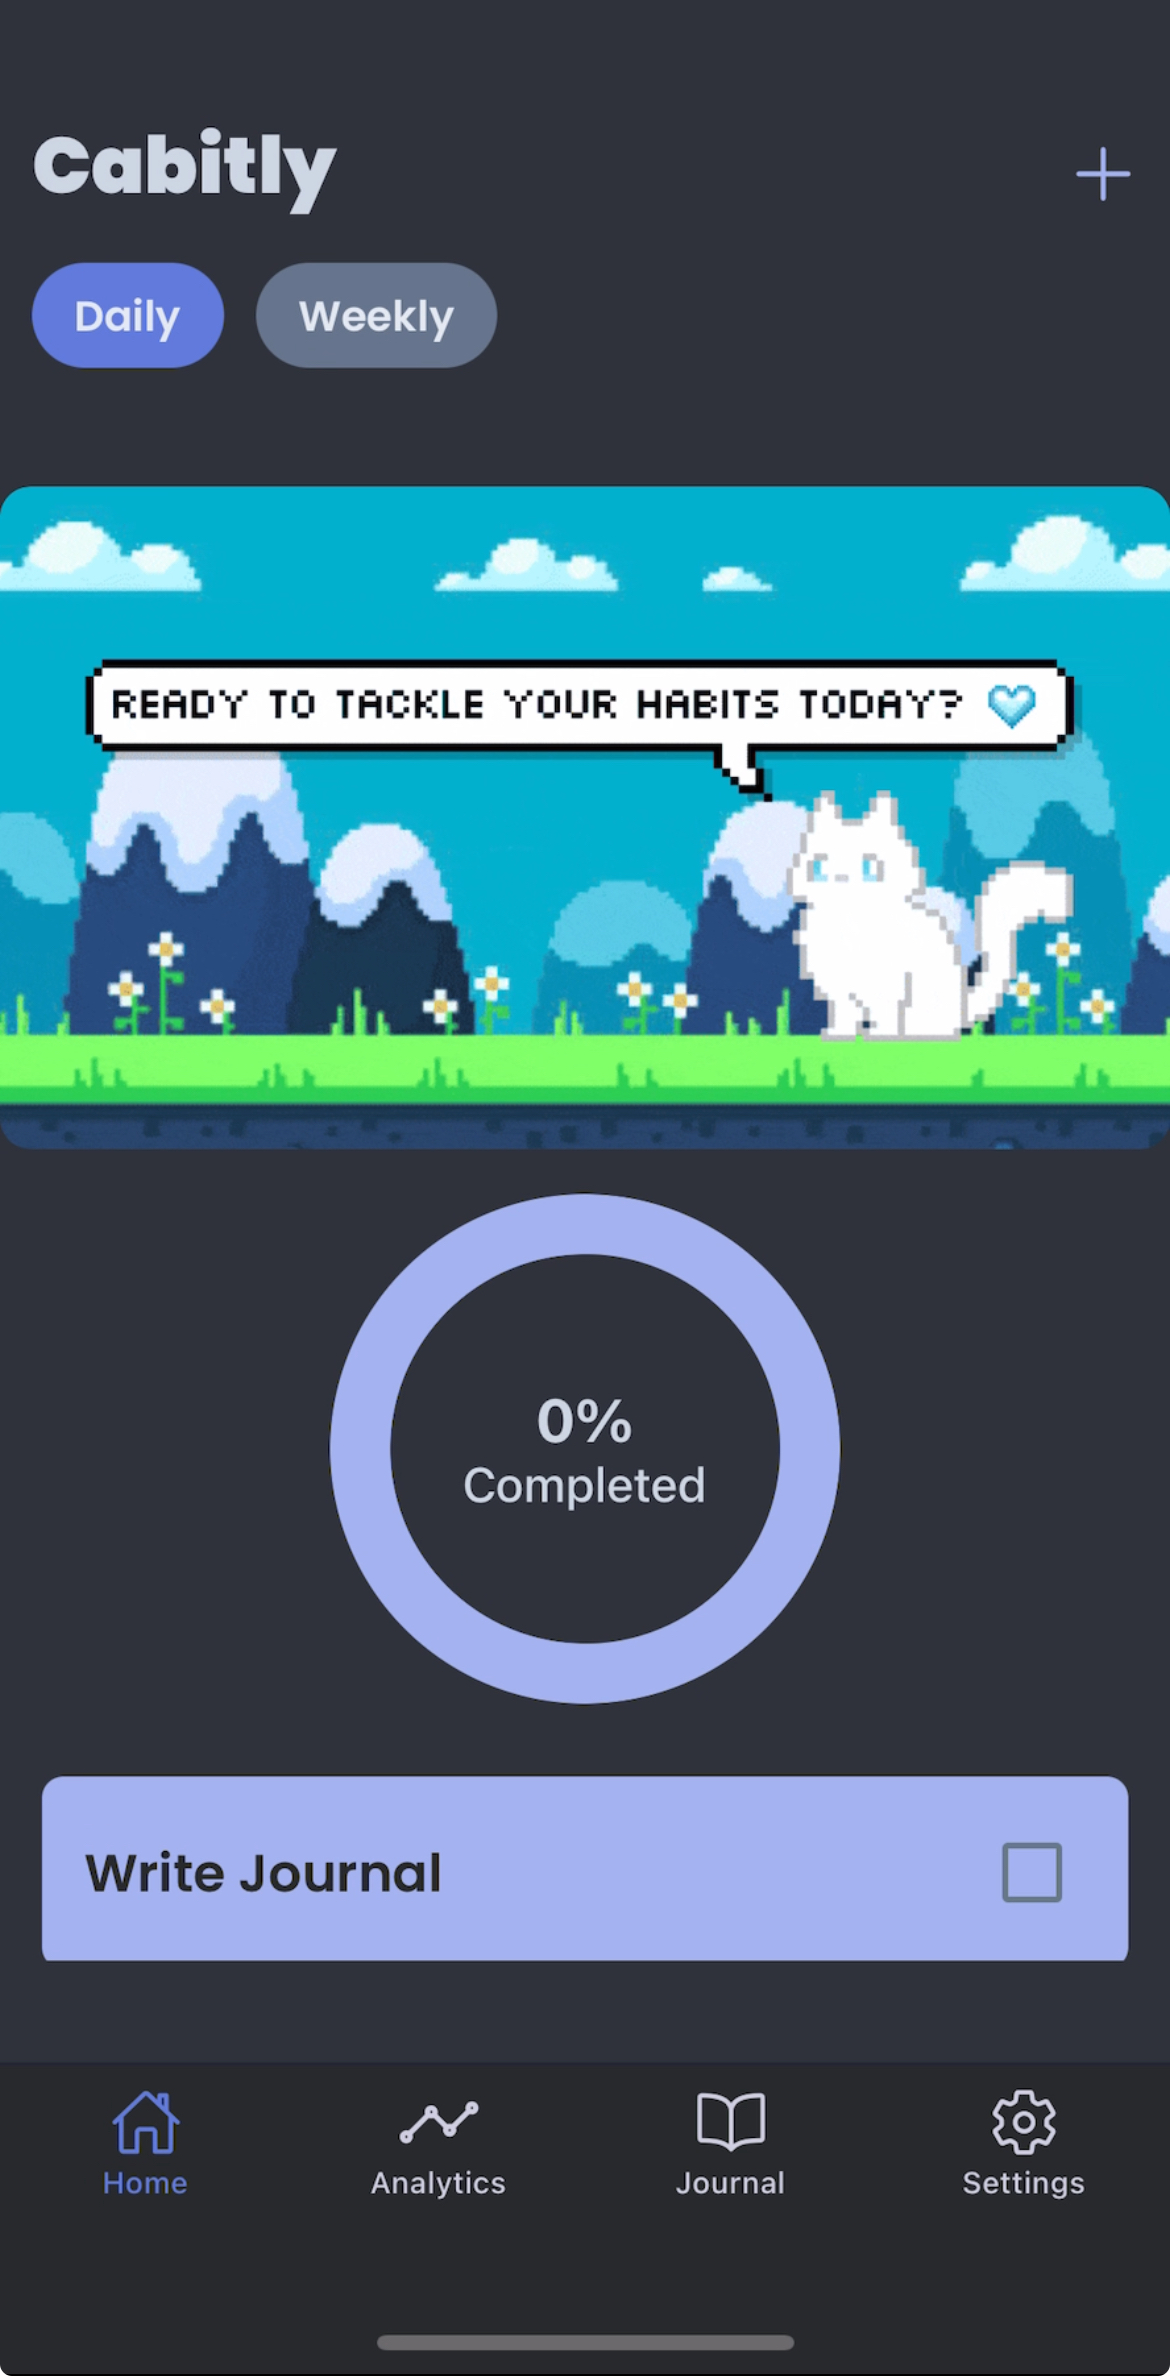 Cabitly
Daily
Weekly
READY TO TACKLE YOUR HABITS TODAY? 🩵
0%
Completed
Write Journal
Home
Analytics
Journal
Settings